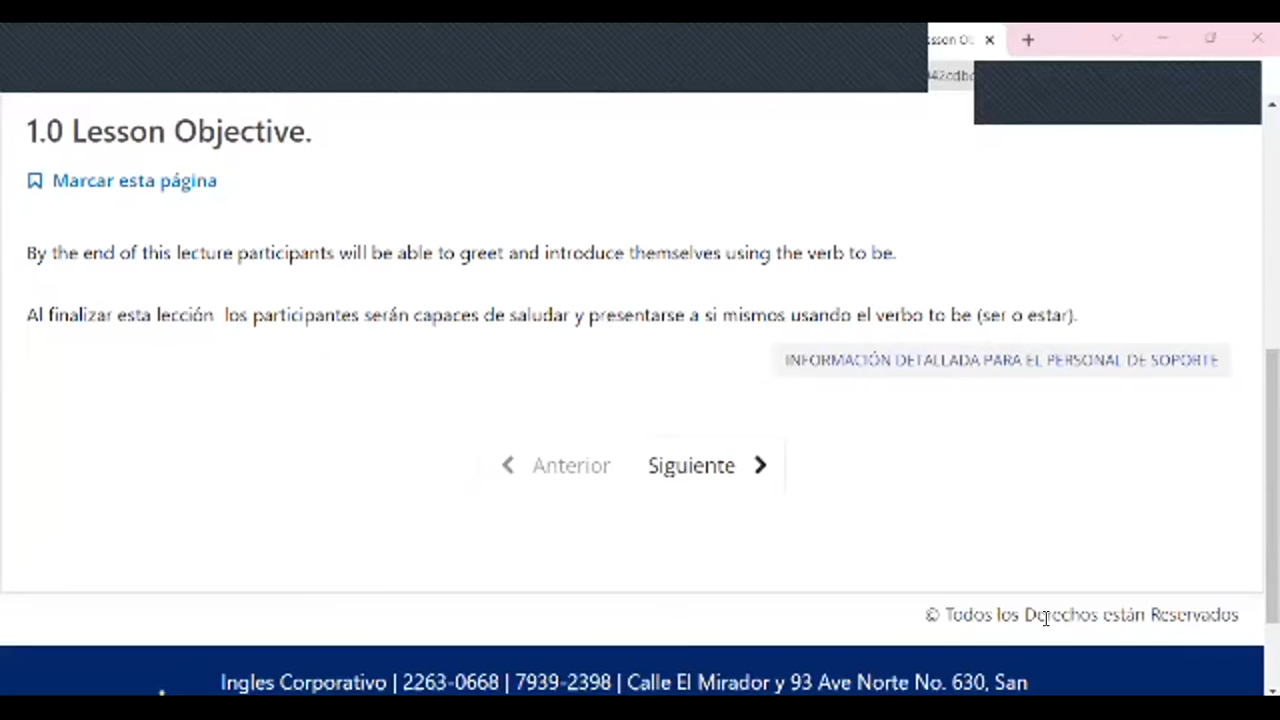 1.0 Lesson Objective.
Marcar esta página
By the end of this lecture participants will be able to greet and introduce themselves using the verb to be.
Al finalizar esta lección los participantes serán capaces de saludar y presentarse a si mismos usando el verbo to be (ser o estar).
INFORMACIÓN DETALLADA PARA EL PERSONAL DE SOPORTE
Anterior Siguiente
© Todos los Derechos están Reservados
Ingles Corporativo | 2263-0668 | 7939-2398 | Calle El Mirador y 93 Ave Norte No. 630, San